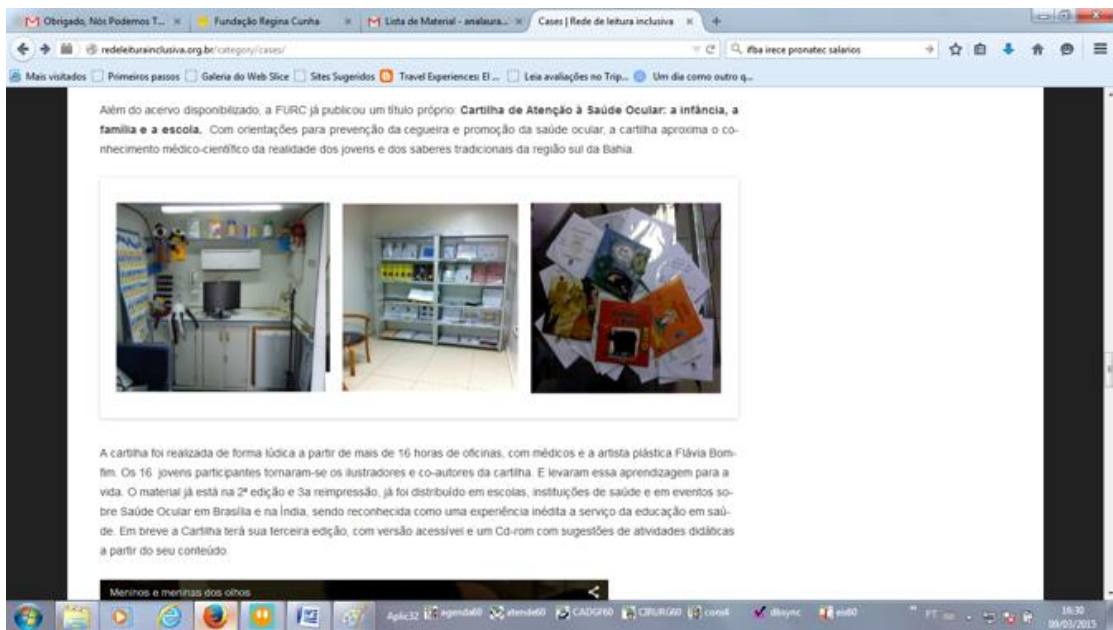 Obrigado, Nós Podemos T...
Fundação Regina Cunha
Lista de Material - analaura...
Cases | Rede de leitura inclusiva
redeleiturainclusiva.org.br/category/cases/
ifba irece pronatec salarios
Mais visitados
Primeiros passos
Galeria do Web Slice
Sites Sugeridos
Travel Experiences: El ...
Leia avaliações no Trip...
Um dia como outro q...
Além do acervo disponibilizado, a FURC já publicou um título próprio: Cartilha de Atenção à Saúde Ocular: a infância, a
família e a escola. Com orientações para prevenção da cegueira e promoção da saúde ocular, a cartilha aproxima o co-
nhecimento médico-científico da realidade dos jovens e dos saberes tradicionais da região sul da Bahia.
A cartilha foi realizada de forma lúdica a partir de mais de 16 horas de oficinas, com médicos e a artista plástica Flávia Bom-
fim. Os 16 jovens participantes tornaram-se os ilustradores e co-autores da cartilha. E levaram essa aprendizagem para a
vida. O material já está na 2ª edição e 3a reimpressão, já foi distribuído em escolas, instituições de saúde e em eventos so-
bre Saúde Ocular em Brasília e na Índia, sendo reconhecida como uma experiência inédita a serviço da educação em saú-
de. Em breve a Cartilha terá sua terceira edição, com versão acessível e um Cd-rom com sugestões de atividades didáticas
a partir do seu conteúdo.
Meninos e meninas dos olhos
Aplic32
agenda60
atende60
CADGF60
CIRURG60
cons4
dbsync
PT
16:30
09/03/2015